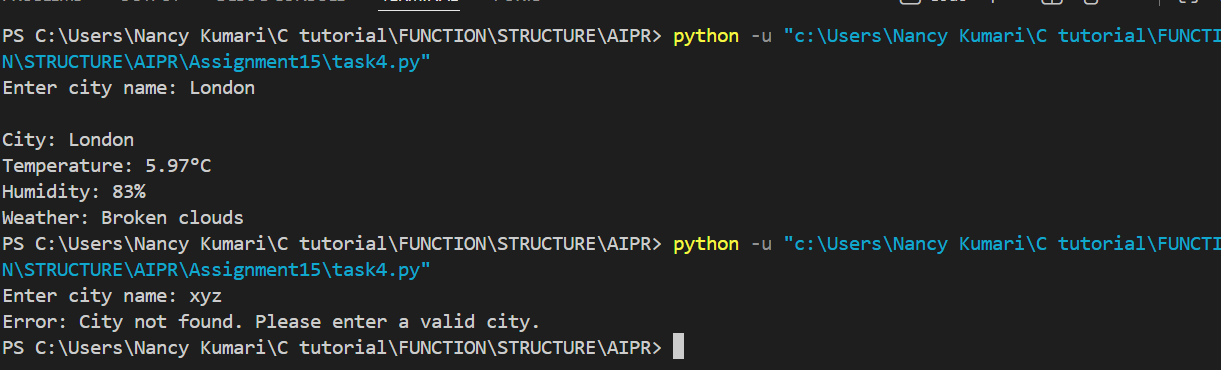 PS C:\Users\Nancy Kumari\C tutorial\FUNCTION\STRUCTURE\AIPR> python -u "c:\Users\Nancy Kumari\C tutorial\FUNCTI
N\STRUCTURE\AIPR\Assignment15\task4.py"
Enter city name: London
City: London
Temperature: 5.97°C
Humidity: 83%
Weather: Broken clouds
PS C:\Users\Nancy Kumari\C tutorial\FUNCTION\STRUCTURE\AIPR> python -u "c:\Users\Nancy Kumari\C tutorial\FUNCTI
N\STRUCTURE\AIPR\Assignment15\task4.py"
Enter city name: xyz
Error: City not found. Please enter a valid city.
PS C:\Users\Nancy Kumari\C tutorial\FUNCTION\STRUCTURE\AIPR>